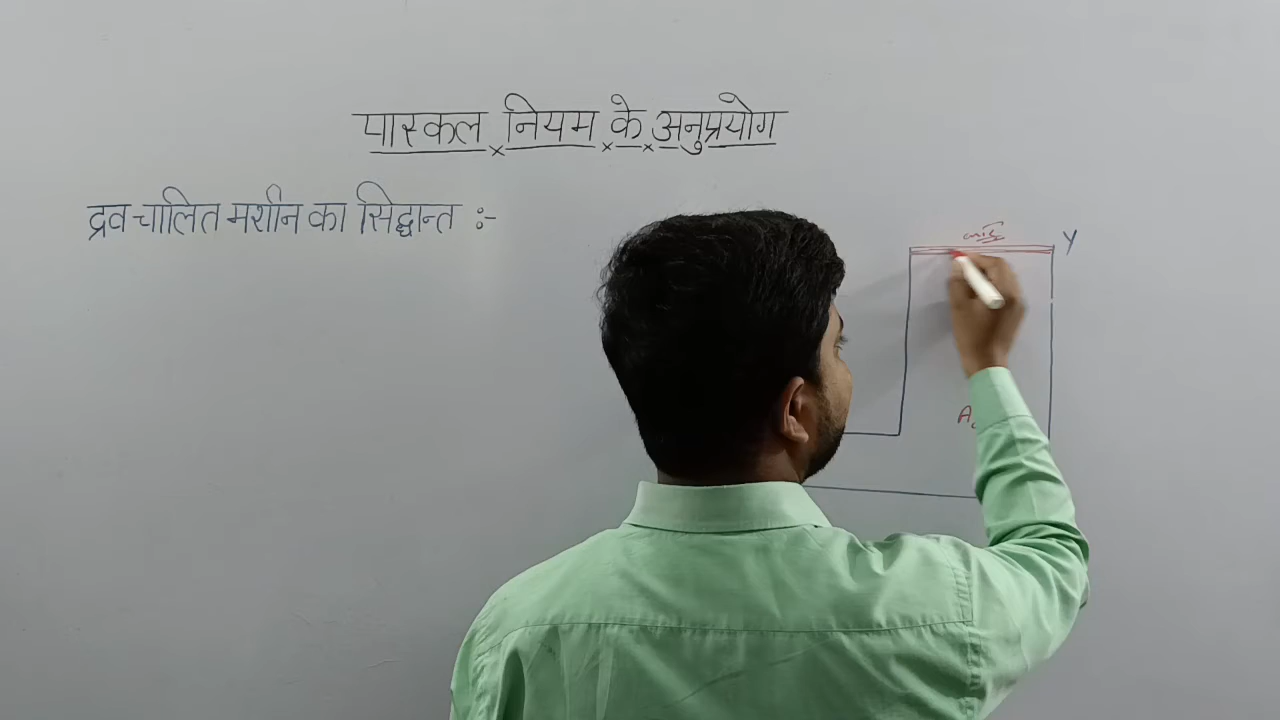 पास्कल नियम के अनुप्रयोग
द्रव चालित मशीन का सिद्धान्त :-
Y